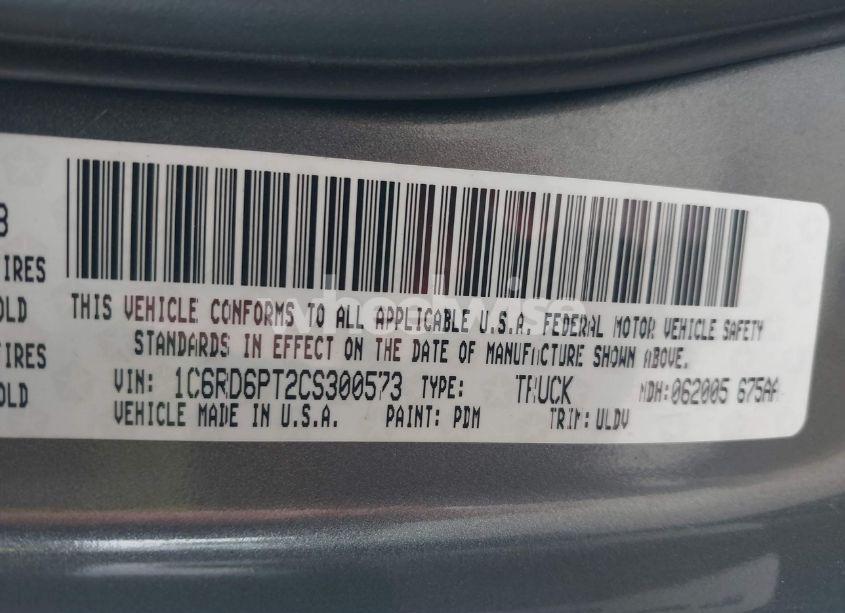 8
IRES
OLD
IRES
OLD
THIS VEHICLE CONFORMS TO ALL APPLICABLE U.S.A. FEDERAL MOTOR VEHICLE SAFETY
STANDARDS IN EFFECT ON THE DATE OF MANUFACTURE SHOWN ABOVE.
VIN: 1C6RD6PT2CS300573 TYPE: TRUCK MDH:062005 675AA
VEHICLE MADE IN U.S.A. PAINT: PDM TRIM: ULDV
wheelwise